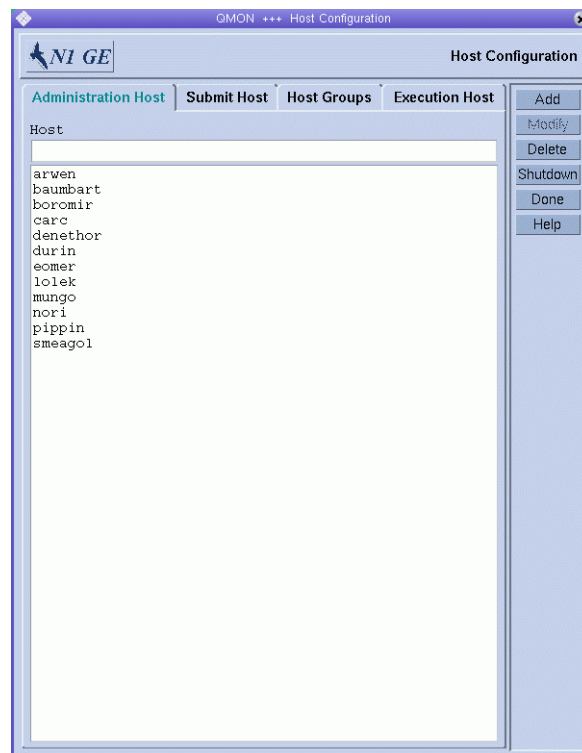 QMON +++ Host Configuration
N1 GE
Host Configuration
Administration Host
Submit Host
Host Groups
Execution Host
Host
arwen
baumbart
boromir
carc
denethor
durin
eomer
lolek
mungo
nori
pippin
smeagol
Add
Modify
Delete
Shutdown
Done
Help